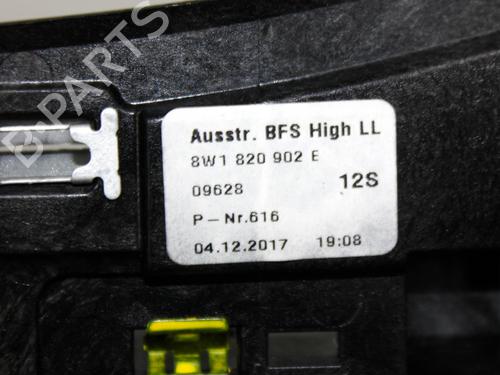 B-PARTS
Ausstr. BFS High LL
8W1 820 902 E
09628 12S
P-Nr.616
04.12.2017 19:08